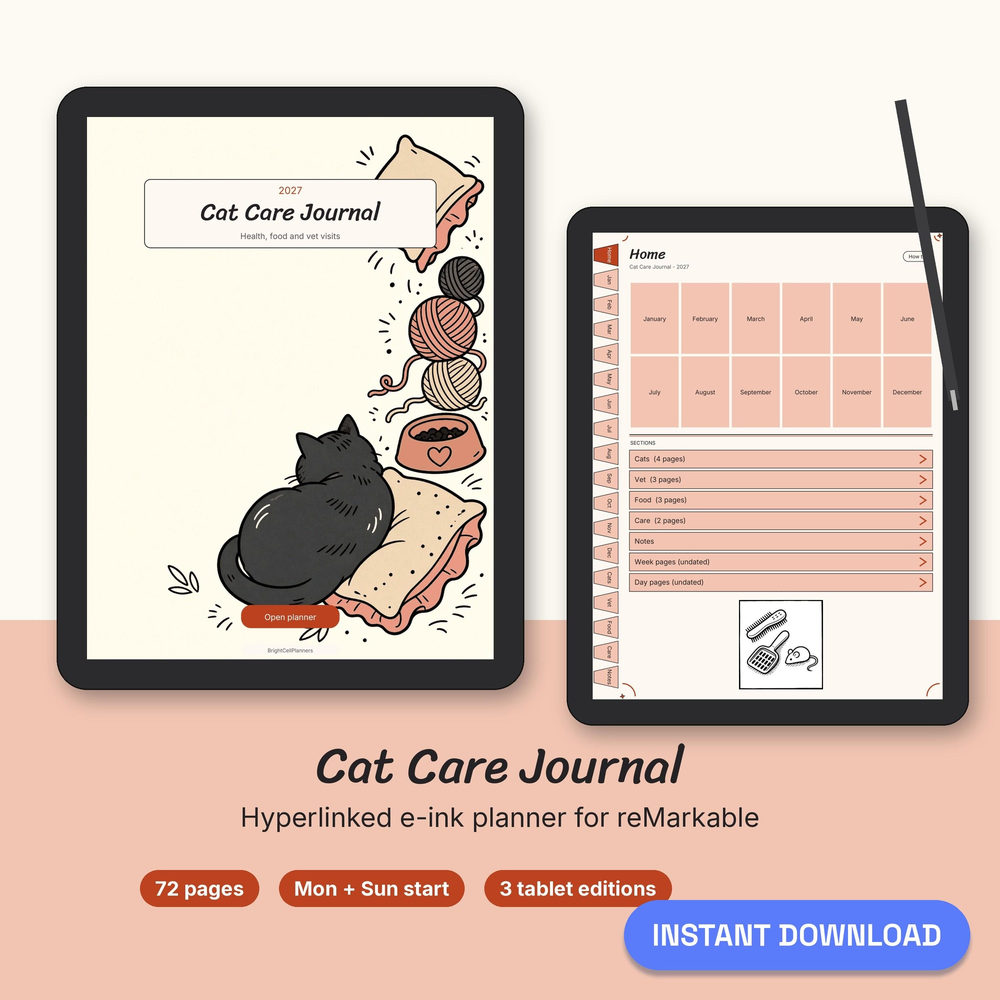 2027
Cat Care Journal
Health, food and vet visits
Open planner
BrightCellPlanners
Home
Jan
Feb
Mar
Apr
May
Jun
Jul
Aug
Sep
Oct
Nov
Dec
Cats
Vet
Food
Care
Notes
Home
Cat Care Journal - 2027
How
January February March April May June
July August September October November December
SECTIONS
Cats (4 pages)
Vet (3 pages)
Food (3 pages)
Care (2 pages)
Notes
Week pages (undated)
Day pages (undated)
Cat Care Journal
Hyperlinked e-ink planner for reMarkable
72 pages
Mon + Sun start
3 tablet editions
INSTANT DOWNLOAD